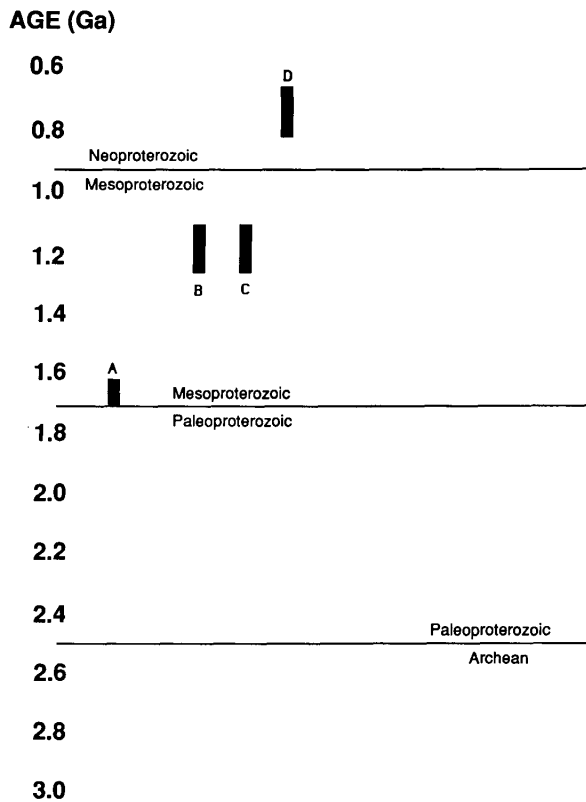 AGE (Ga)
0.6
D
0.8
Neoproterozoic
Mesoproterozoic
1.0
1.2
B C
1.4
1.6
A
Mesoproterozoic
Paleoproterozoic
1.8
2.0
2.2
2.4
Paleoproterozoic
Archean
2.6
2.8
3.0